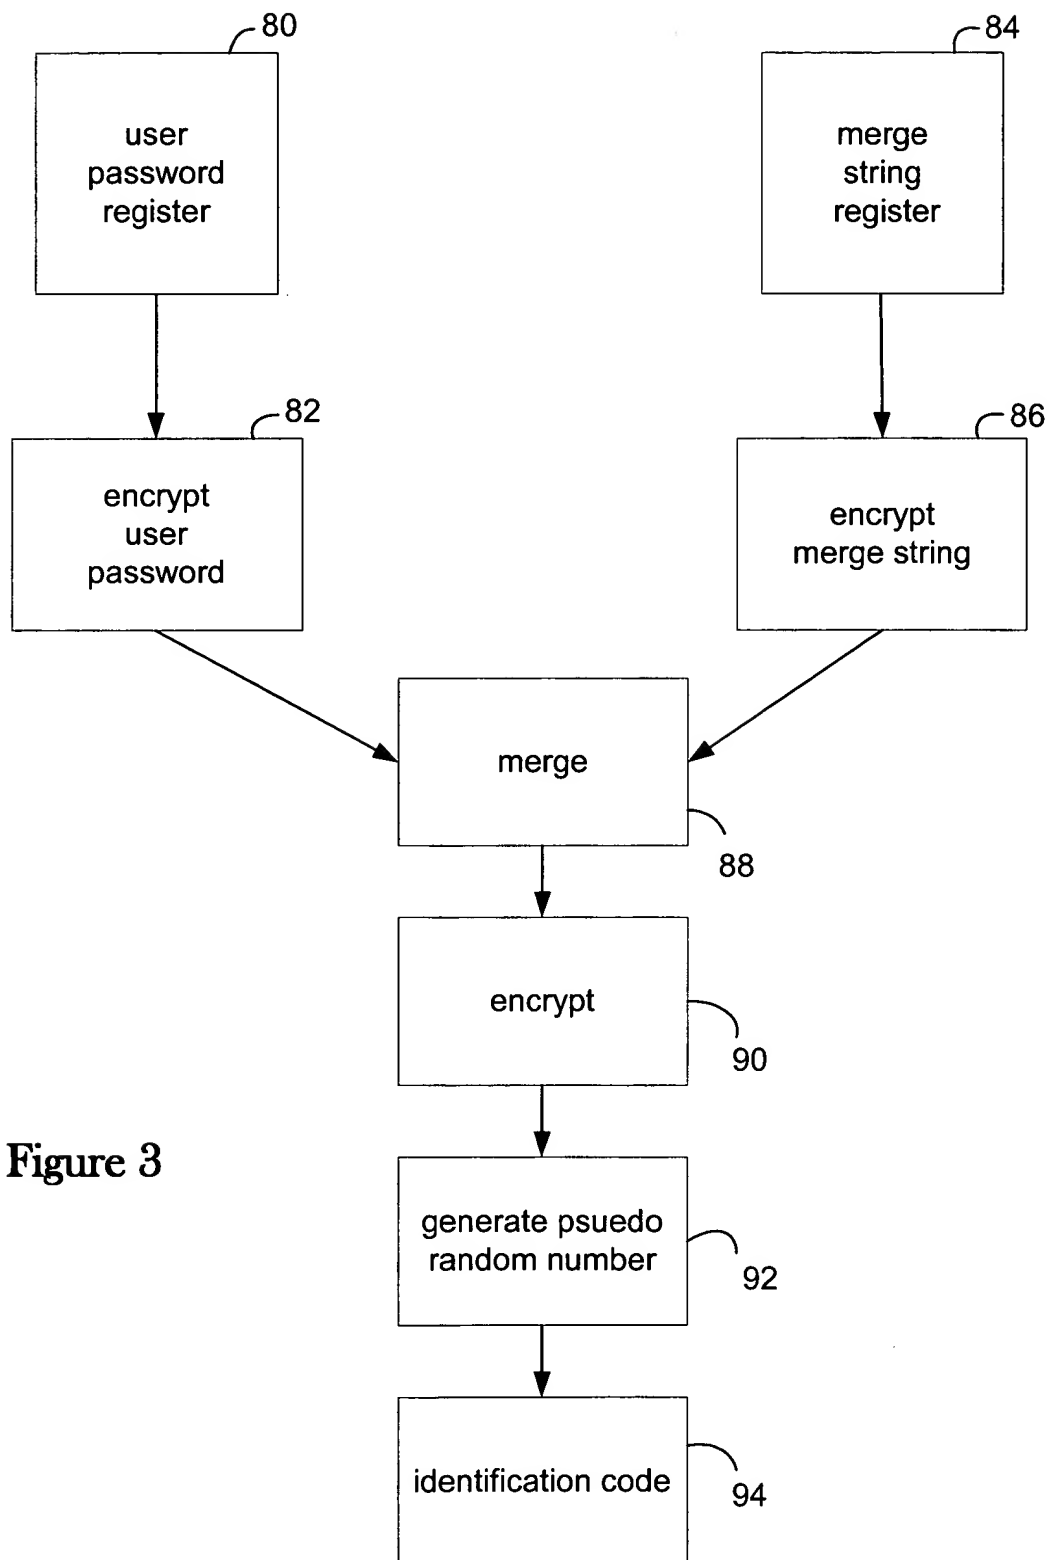 80
user
password
register
84
merge
string
register
82
encrypt
user
password
86
encrypt
merge string
merge
88
encrypt
90
Figure 3
generate psuedo
random number
92
identification code
94